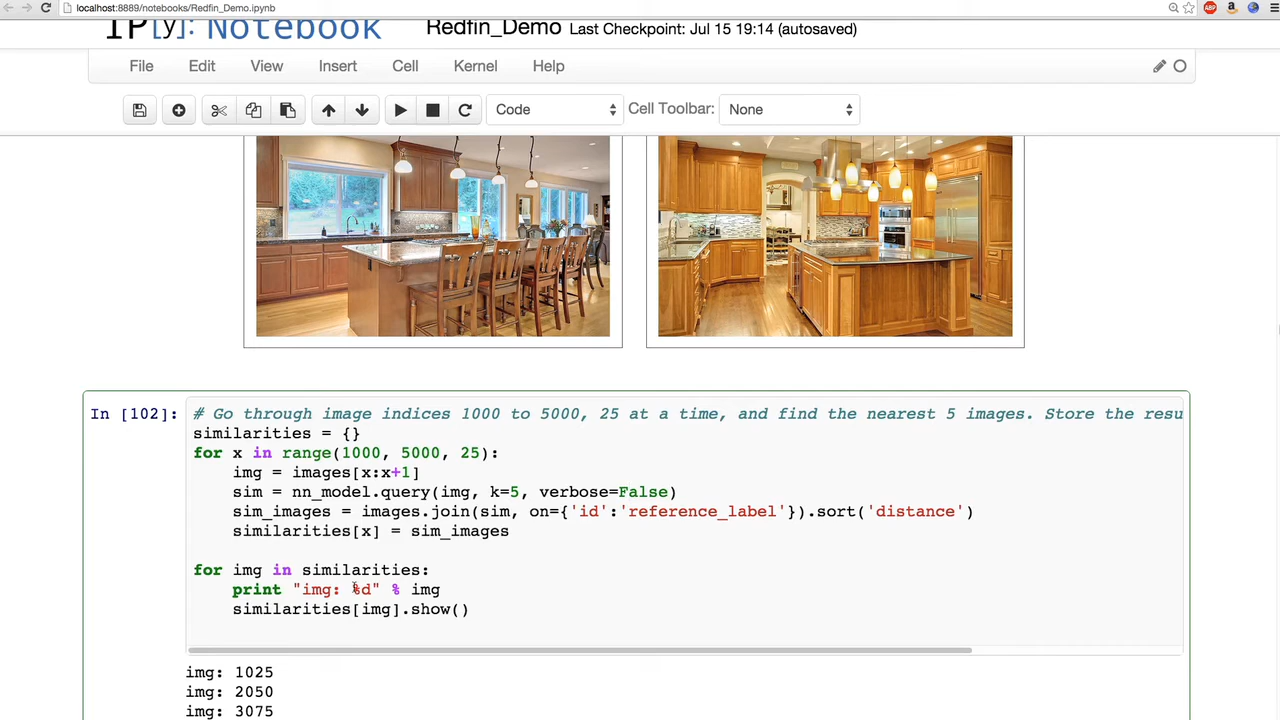 localhost:8889/notebooks/Redfin_Demo.ipynb
IP[y]: Notebook Redfin_Demo Last Checkpoint: Jul 15 19:14 (autosaved)
File Edit View Insert Cell Kernel Help
Code Cell Toolbar: None
In [102]: # Go through image indices 1000 to 5000, 25 at a time, and find the nearest 5 images. Store the resu
similarities = {}
for x in range(1000, 5000, 25):
    img = images[x:x+1]
    sim = nn_model.query(img, k=5, verbose=False)
    sim_images = images.join(sim, on={'id':'reference_label'}).sort('distance')
    similarities[x] = sim_images
for img in similarities:
    print "img: %d" % img
    similarities[img].show()
img: 1025
img: 2050
img: 3075